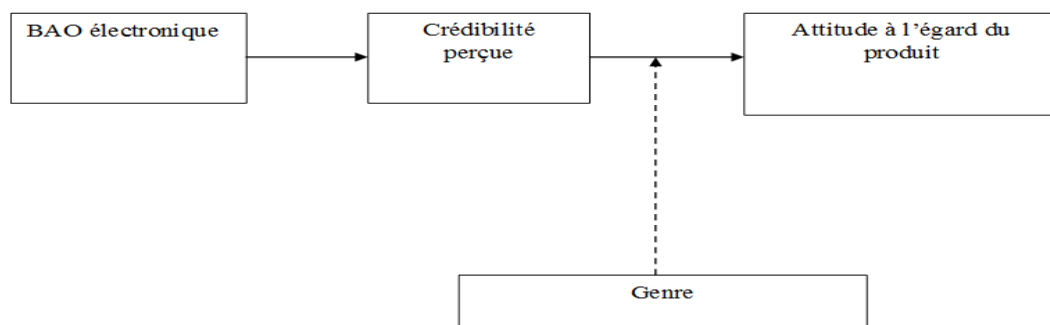 BAO électronique
Crédibilité
perçue
Attitude à l'égard du
produit
Genre